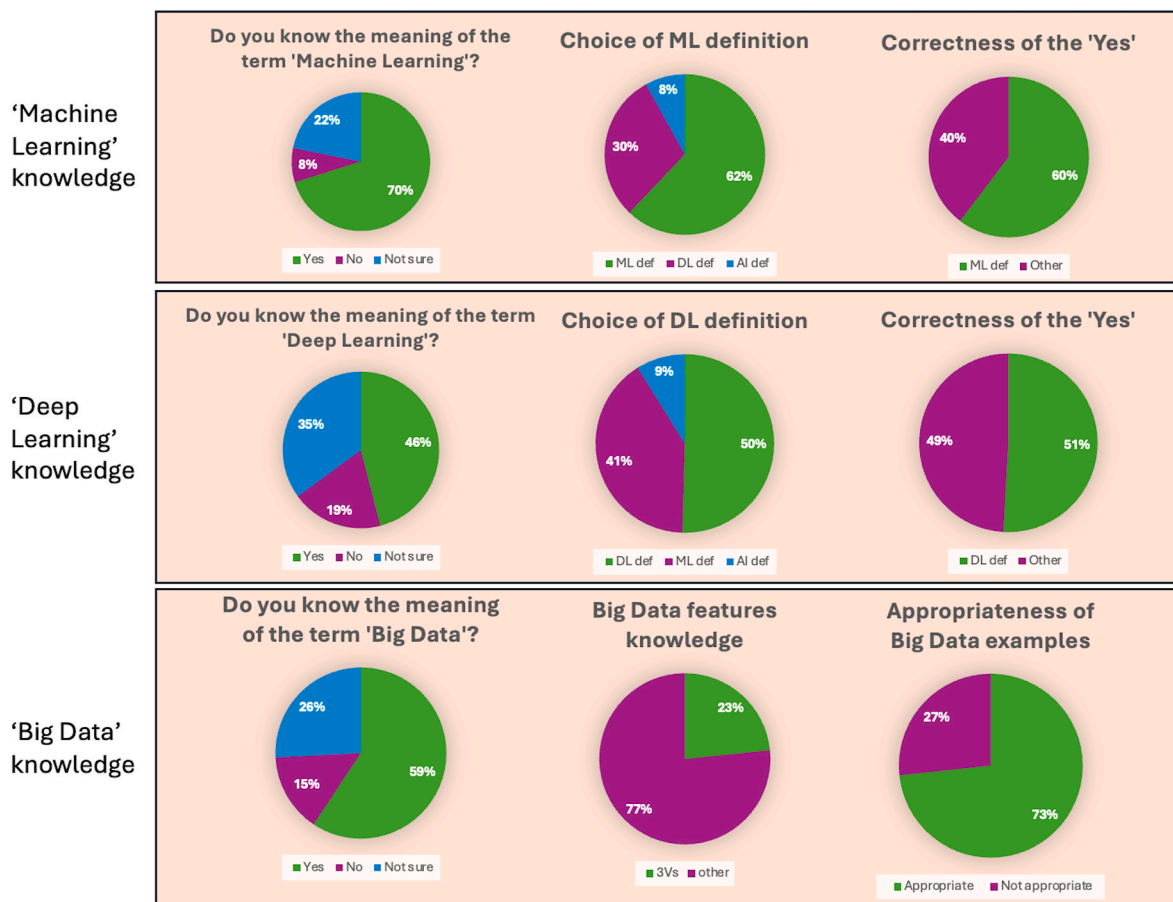 'Machine
Learning'
knowledge
Do you know the meaning of the
term 'Machine Learning'?
22%
8%
70%
Yes No Not sure
Choice of ML definition
8%
30%
62%
ML def DL def AI def
Correctness of the 'Yes'
40%
60%
ML def Other
'Deep
Learning'
knowledge
Do you know the meaning of the term
'Deep Learning'?
35%
46%
19%
Yes No Not sure
Choice of DL definition
9%
50%
41%
DL def ML def AI def
Correctness of the 'Yes'
49%
51%
DL def Other
'Big Data'
knowledge
Do you know the meaning
of the term 'Big Data'?
26%
15%
59%
Yes No Not sure
Big Data features
knowledge
23%
77%
3Vs other
Appropriateness of
Big Data examples
27%
73%
Appropriate Not appropriate